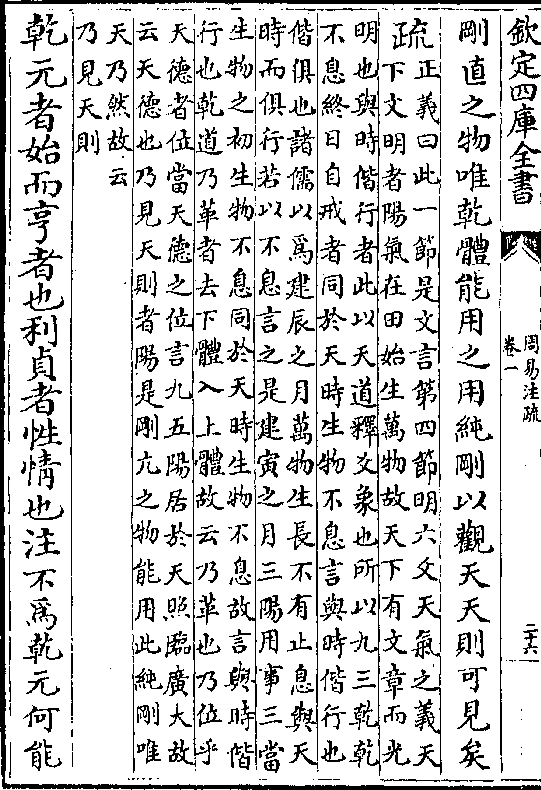 欽定四庫全書
周易注疏
卷一
二十六
剛直之物唯乾體能用之用純剛以觀天天則可見矣
疏正義曰此一節是文言第四節明六爻天氣之義天
下文明者陽氣在田始生萬物故天下有文章而光
明也與時偕行者此以天道釋爻象也所以九三乾乾
不息終日自戒者同於天時生物不息言與時偕行也
偕俱也諸儒以為建辰之月萬物生長不有止息與天
時而俱行若以不息言之是建寅之月三陽用事三當
生物之初生物不息同於天時生物不息故言與時偕
行也乾道乃革者去下體入上體故云乃革也乃位乎
天德者位當天德之位言九五陽居於天照臨廣大故
云天德也乃見天則者陽是剛亢之物能用此純剛唯
天乃然故云
乃見天則
乾元者始而亨者也利貞者性情也注不爲乾元何能